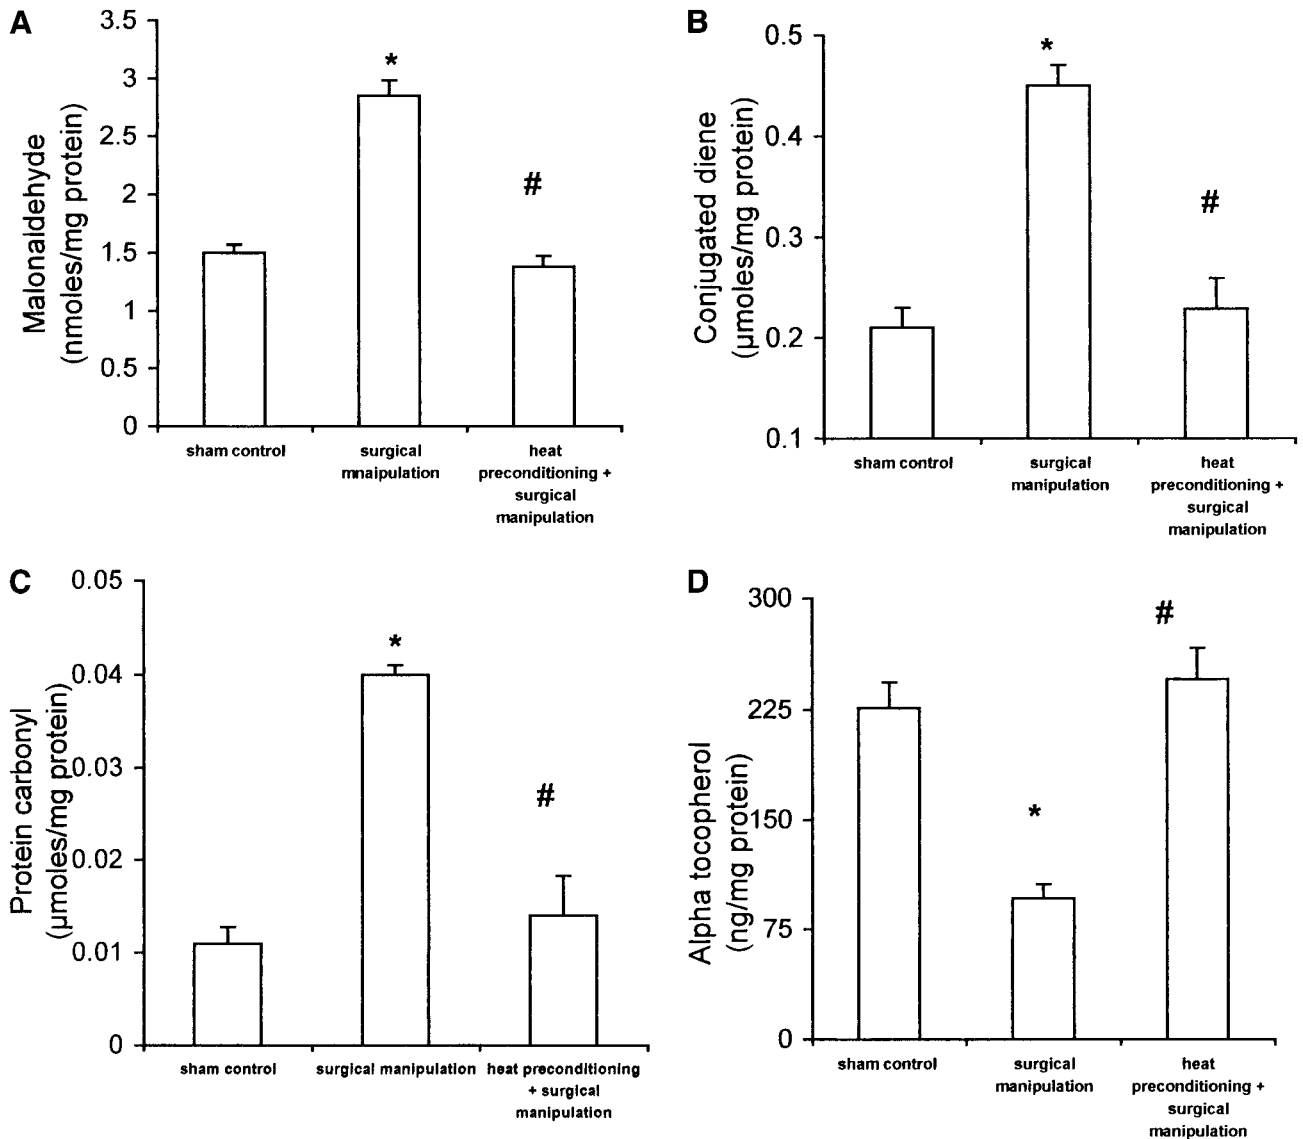 A
Malonaldehyde
(nmoles/mg protein)
3.5
3
2.5
2
1.5
1
0.5
0
*
#
sham control
surgical
mnaipulation
heat
preconditioning +
surgical
manipulation
B
Conjugated diene
(µmoles/mg protein)
0.5
0.4
0.3
0.2
0.1
*
#
sham control
surgical
manipulation
heat
preconditioning +
surgical
manipulation
C
Protein carbonyl
(µmoles/mg protein)
0.05
0.04
0.03
0.02
0.01
0
*
#
sham control
surgical manipulation
heat preconditioning
+ surgical
manipulation
D
Alpha tocopherol
(ng/mg protein)
300
225
150
75
0
*
#
sham control
surgical
manipulation
heat
preconditioning +
surgical
manipulation